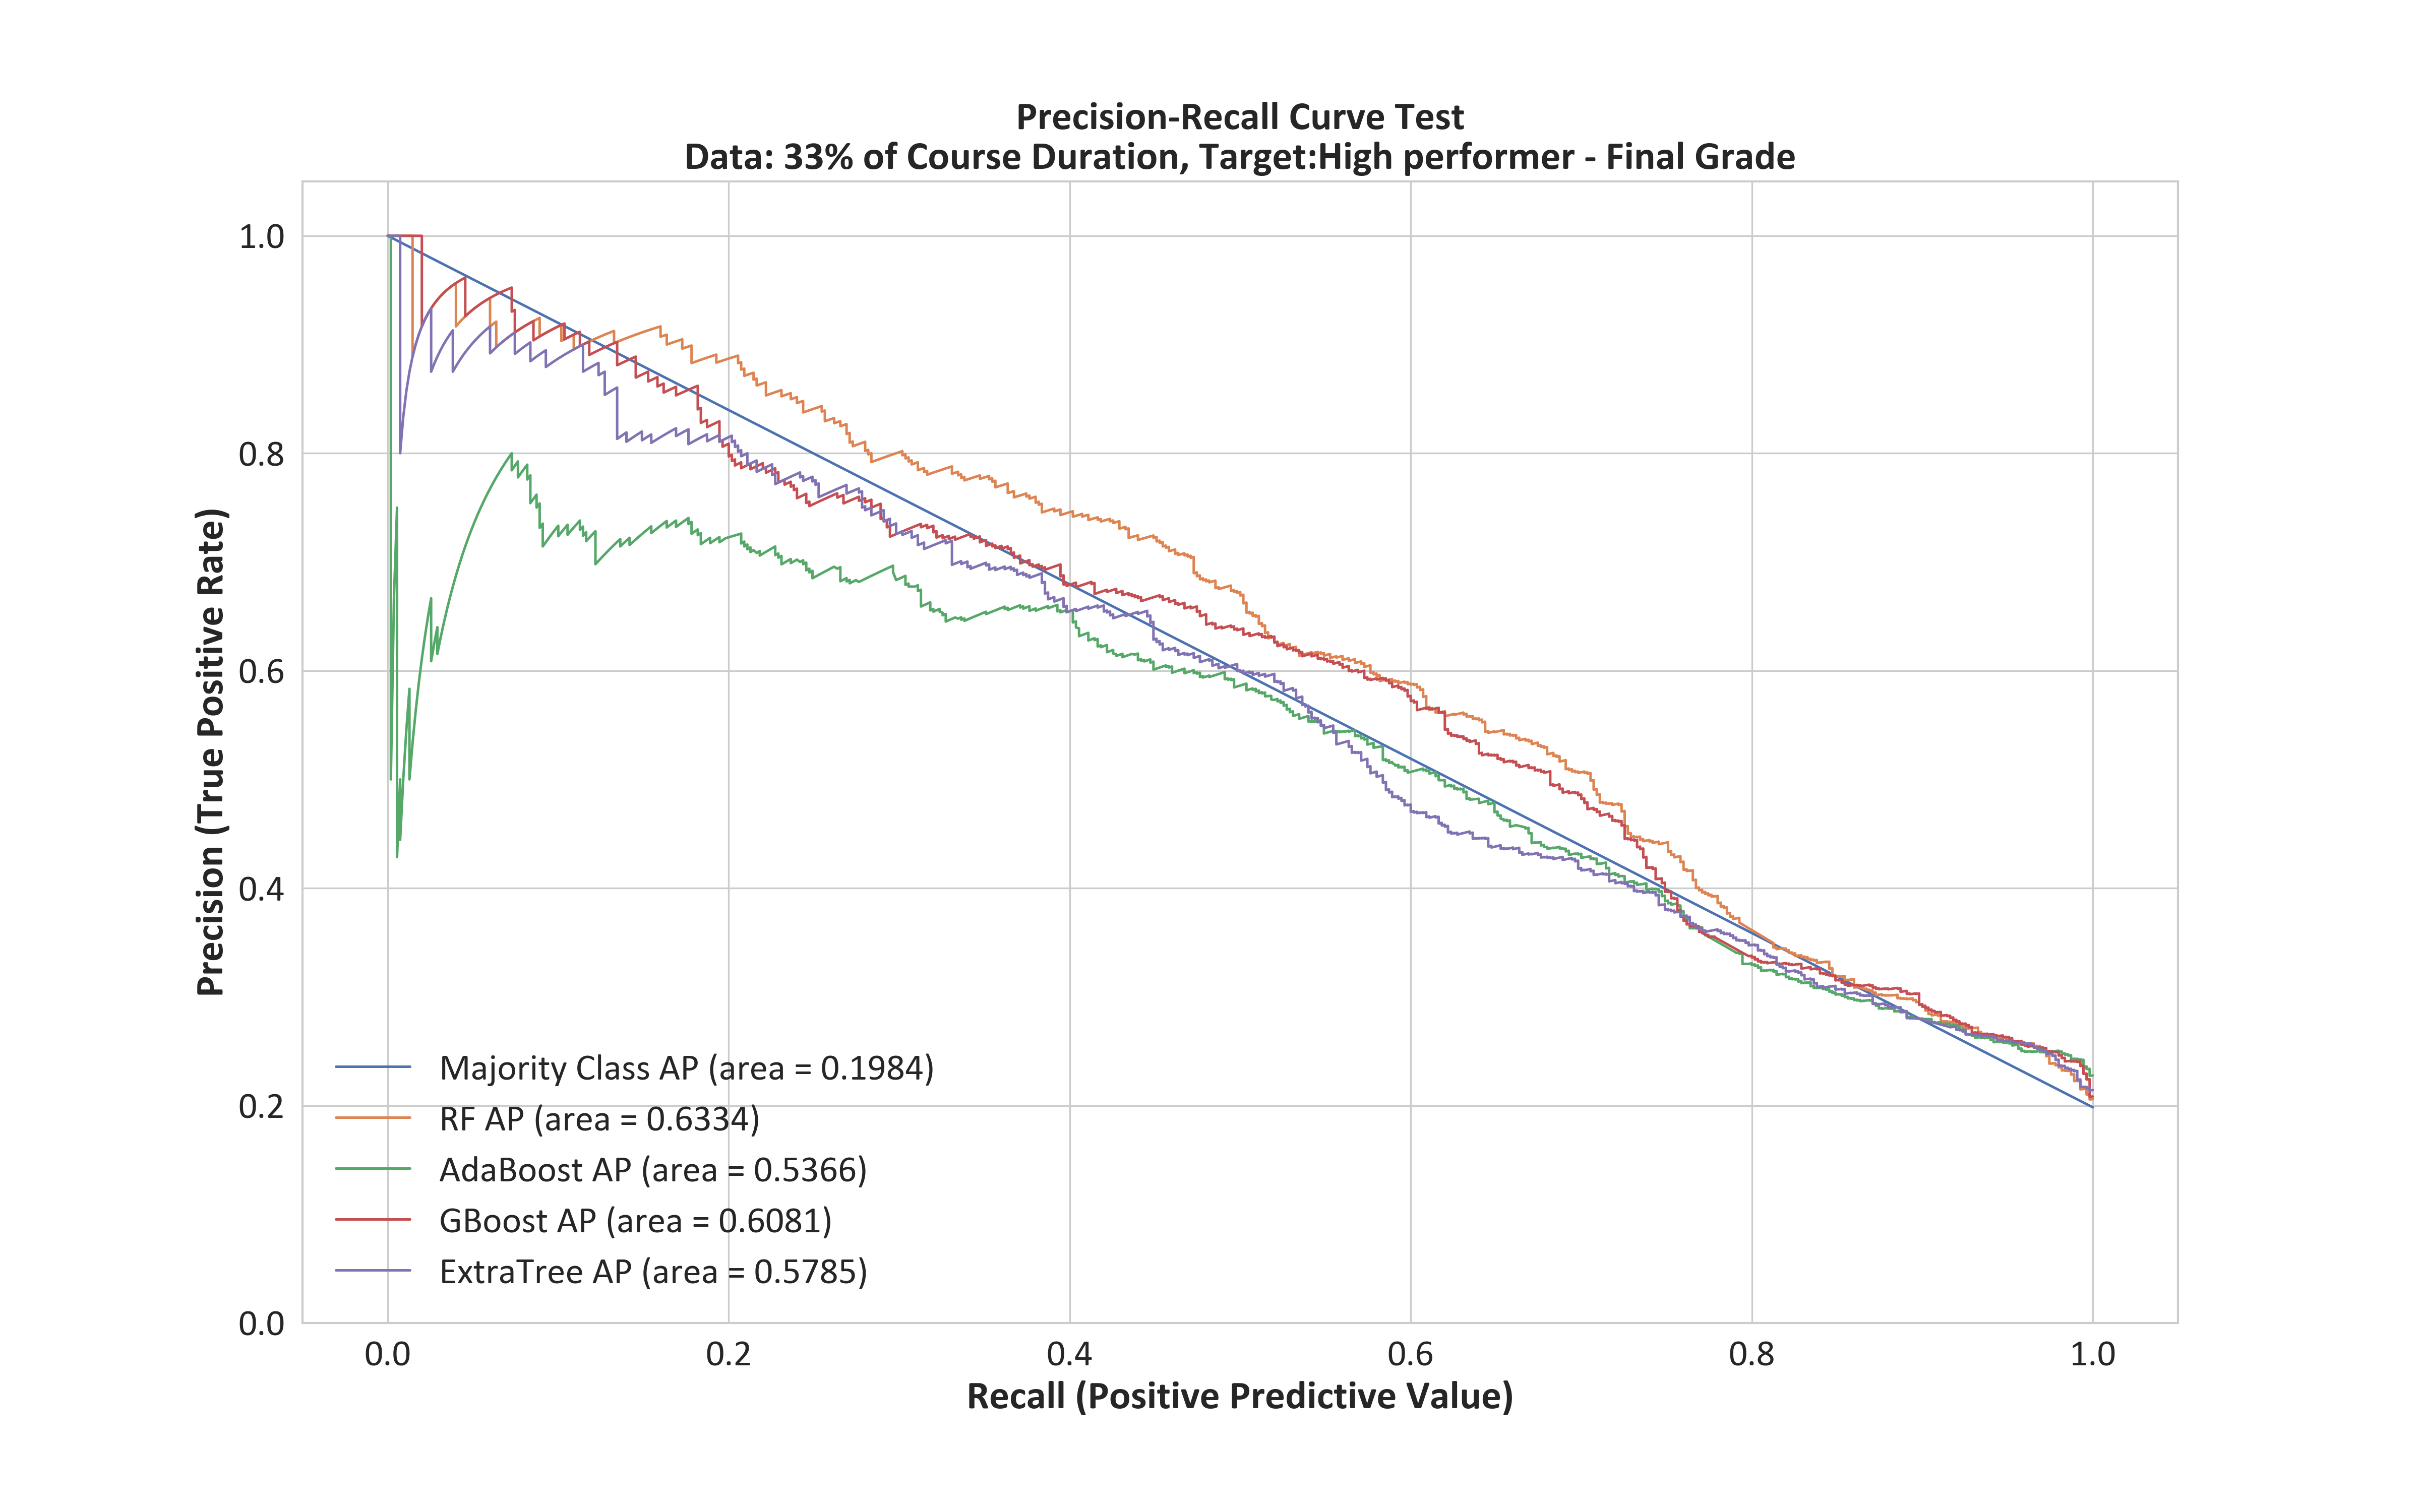 Precision-Recall Curve Test
Data: 33% of Course Duration, Target:High performer - Final Grade
Precision (True Positive Rate)
1.0
0.8
0.6
0.4
0.2
0.0
Majority Class AP (area = 0.1984)
RF AP (area = 0.6334)
AdaBoost AP (area = 0.5366)
GBoost AP (area = 0.6081)
ExtraTree AP (area = 0.5785)
0.0 0.2 0.4 0.6 0.8 1.0
Recall (Positive Predictive Value)